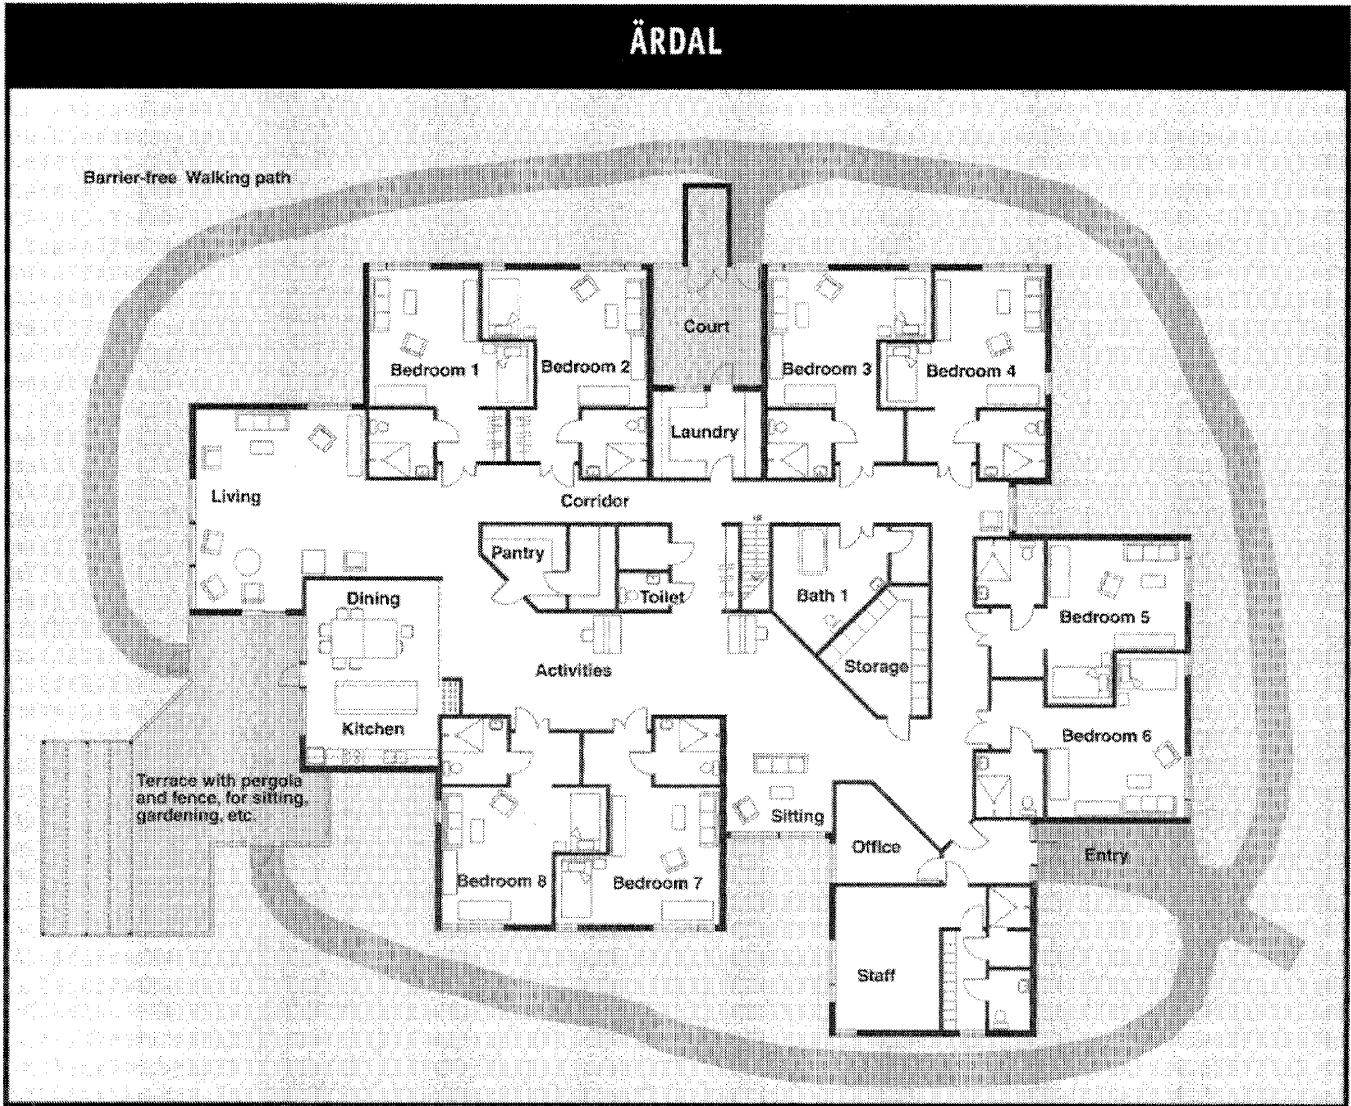 ÄRDAL
Barrier-free Walking path
Court
Bedroom 1
Bedroom 2
Bedroom 3
Bedroom 4
Laundry
Living
Corridor
Pantry
Dining
Toilet
Bath 1
Bedroom 5
Activities
Storage
Kitchen
Bedroom 6
Terrace with pergola
and fence, for sitting,
gardening, etc.
Sitting
Office
Entry
Bedroom 8
Bedroom 7
Staff